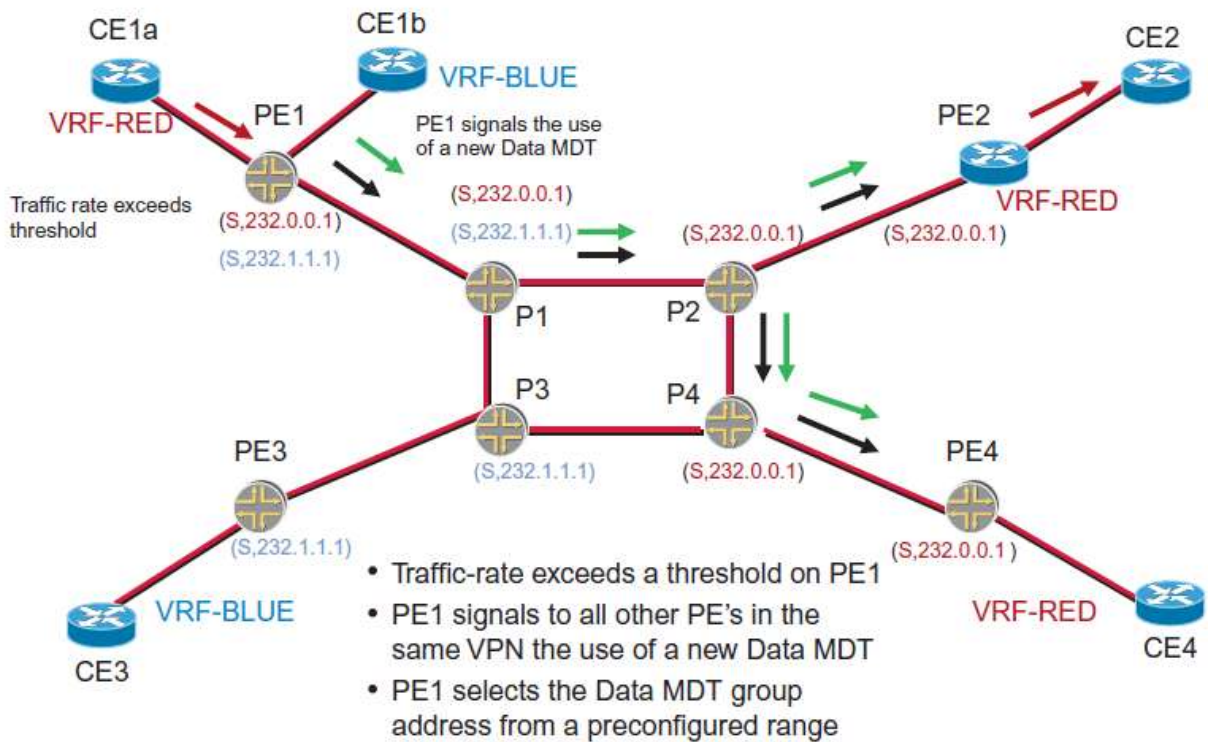 CE1a
CE1b
CE2
VRF-BLUE
VRF-RED
PE1
PE1 signals the use
of a new Data MDT
PE2
Traffic rate exceeds
threshold
(S,232.0.0.1)
(S,232.1.1.1)
(S,232.0.0.1)
(S,232.1.1.1)
(S,232.0.0.1)
VRF-RED
(S,232.0.0.1)
P1
P2
P3
P4
PE3
(S,232.1.1.1)
(S,232.0.0.1)
PE4
(S,232.1.1.1)
(S,232.0.0.1)
• Traffic-rate exceeds a threshold on PE1
VRF-BLUE
VRF-RED
• PE1 signals to all other PE's in the
same VPN the use of a new Data MDT
CE3
CE4
• PE1 selects the Data MDT group
address from a preconfigured range